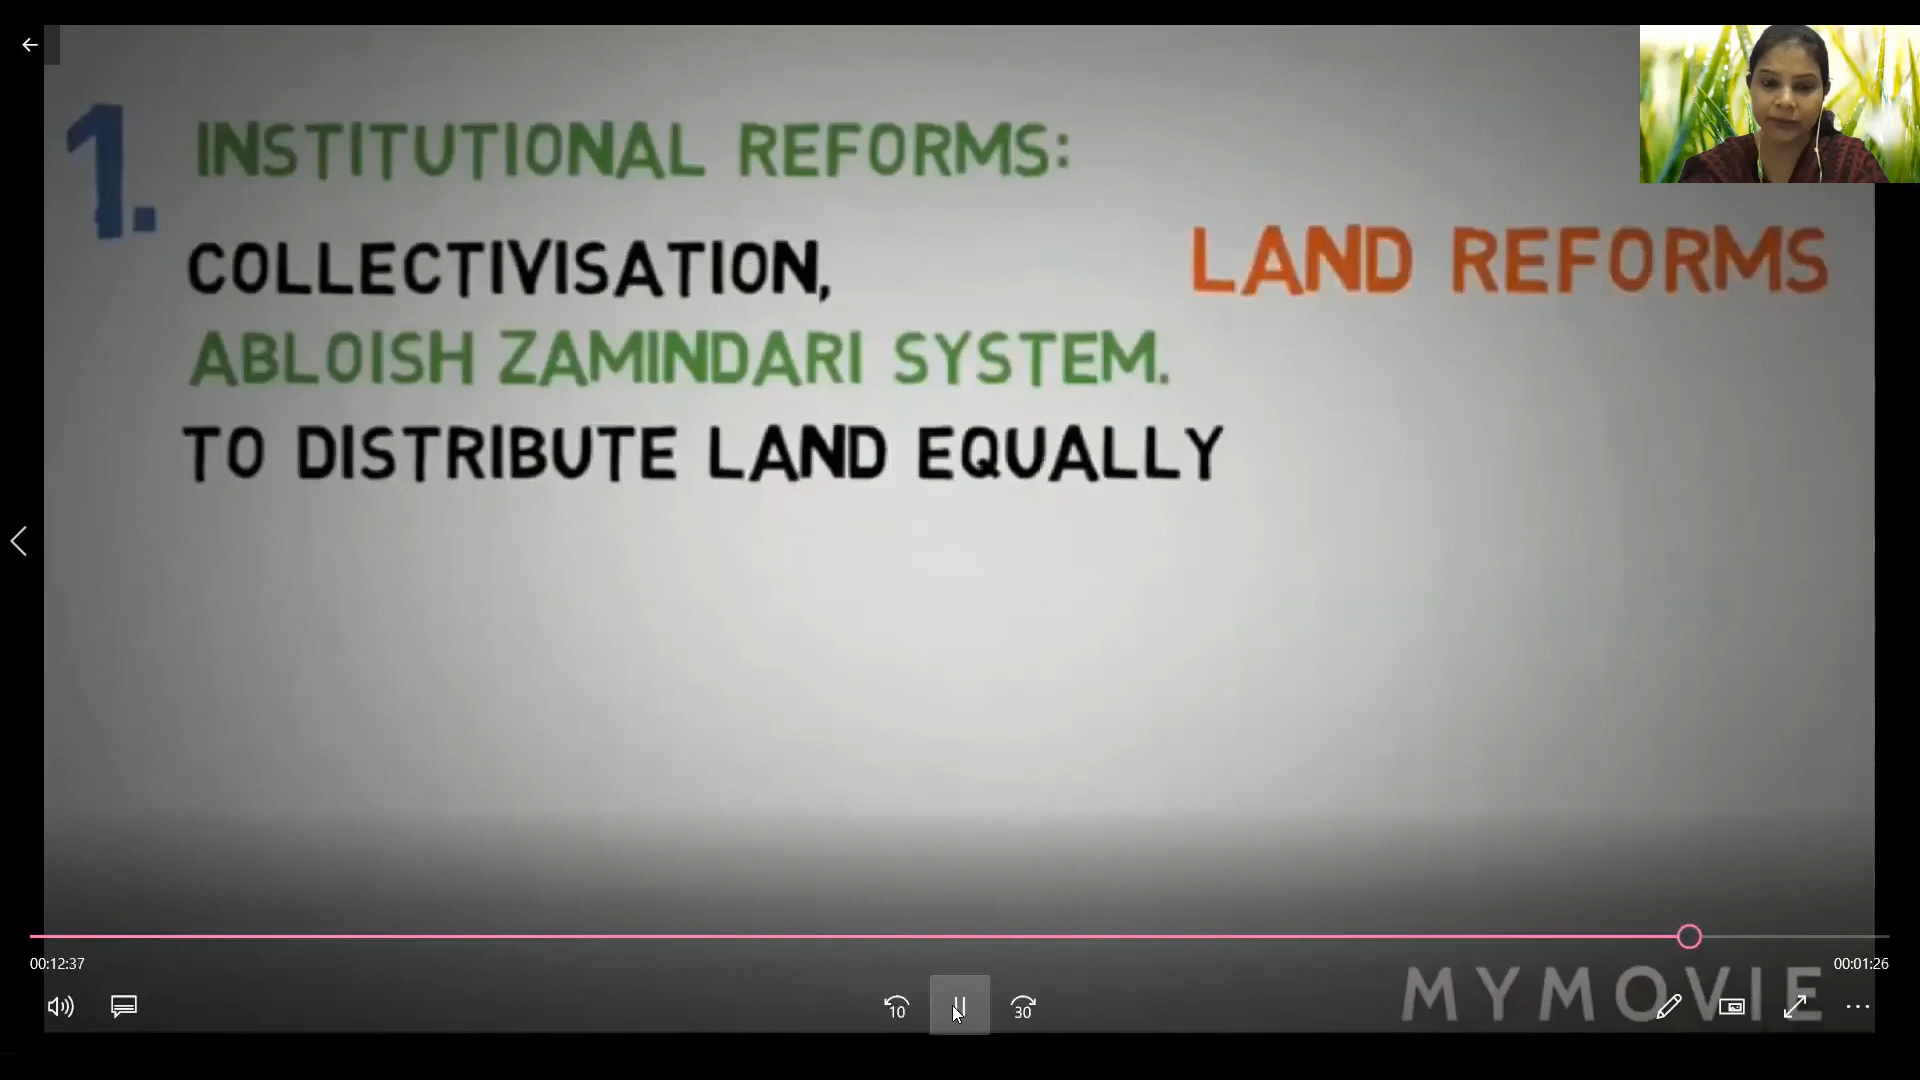 1. INSTITUTIONAL REFORMS:
COLLECTIVISATION,
LAND REFORMS
ABLOISH ZAMINDARI SYSTEM.
TO DISTRIBUTE LAND EQUALLY
00:12:37
00:01:26
MYMOVIE
10
30